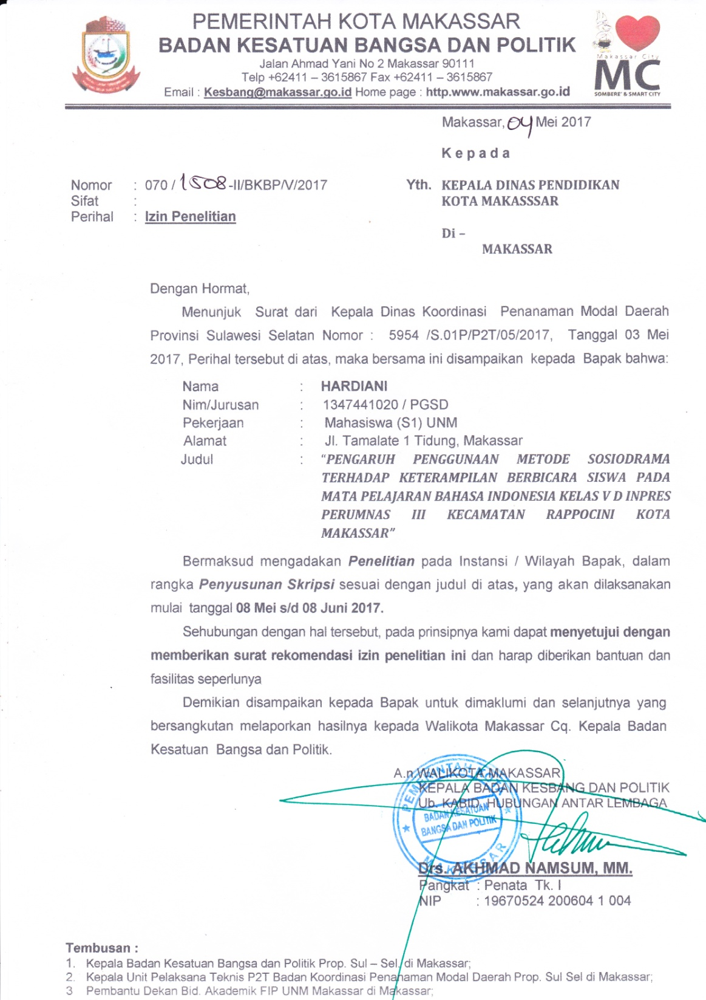 PEMERINTAH KOTA MAKASSAR
BADAN KESATUAN BANGSA DAN POLITIK
Jalan Ahmad Yani No 2 Makassar 90111
Telp +62411 – 3615867 Fax +62411 – 3615867
Email : Kesbang@makassar.go.id Home page : http.www.makassar.go.id
Makassar City
MC
SOMBERE' & SMART CITY
Makassar, 04 Mei 2017
K e p a d a
Nomor : 070 / 1508-II/BKBP/V/2017
Sifat :
Perihal : Izin Penelitian
Yth. KEPALA DINAS PENDIDIKAN
KOTA MAKASSSAR
Di –
MAKASSAR
Dengan Hormat,
Menunjuk Surat dari Kepala Dinas Koordinasi Penanaman Modal Daerah
Provinsi Sulawesi Selatan Nomor : 5954 /S.01P/P2T/05/2017, Tanggal 03 Mei
2017, Perihal tersebut di atas, maka bersama ini disampaikan kepada Bapak bahwa:
Nama : HARDIANI
Nim/Jurusan : 1347441020 / PGSD
Pekerjaan : Mahasiswa (S1) UNM
Alamat : Jl. Tamalate 1 Tidung, Makassar
Judul : "PENGARUH PENGGUNAAN METODE SOSIODRAMA
TERHADAP KETERAMPILAN BERBICARA SISWA PADA
MATA PELAJARAN BAHASA INDONESIA KELAS V D INPRES
PERUMNAS III KECAMATAN RAPPOCINI KOTA
MAKASSAR"
Bermaksud mengadakan Penelitian pada Instansi / Wilayah Bapak, dalam
rangka Penyusunan Skripsi sesuai dengan judul di atas, yang akan dilaksanakan
mulai tanggal 08 Mei s/d 08 Juni 2017.
Sehubungan dengan hal tersebut, pada prinsipnya kami dapat menyetujui dengan
memberikan surat rekomendasi izin penelitian ini dan harap diberikan bantuan dan
fasilitas seperlunya
Demikian disampaikan kepada Bapak untuk dimaklumi dan selanjutnya yang
bersangkutan melaporkan hasilnya kepada Walikota Makassar Cq. Kepala Badan
Kesatuan Bangsa dan Politik.
A.n.WALIKOTA MAKASSAR
KEPALA BADAN KESBANG DAN POLITIK
Ub. KABID. HUBUNGAN ANTAR LEMBAGA
PEMERINTAH KOTA
BADAN KESATUAN
BANGSA DAN POLITIK
MAKASSAR
Drs. AKHMAD NAMSUM, MM.
Pangkat : Penata Tk. I
NIP : 19670524 200604 1 004
Tembusan :
1. Kepala Badan Kesatuan Bangsa dan Politik Prop. Sul – Sel. di Makassar;
2. Kepala Unit Pelaksana Teknis P2T Badan Koordinasi Penanaman Modal Daerah Prop. Sul Sel di Makassar;
3 Pembantu Dekan Bid. Akademik FIP UNM Makassar di Makassar;